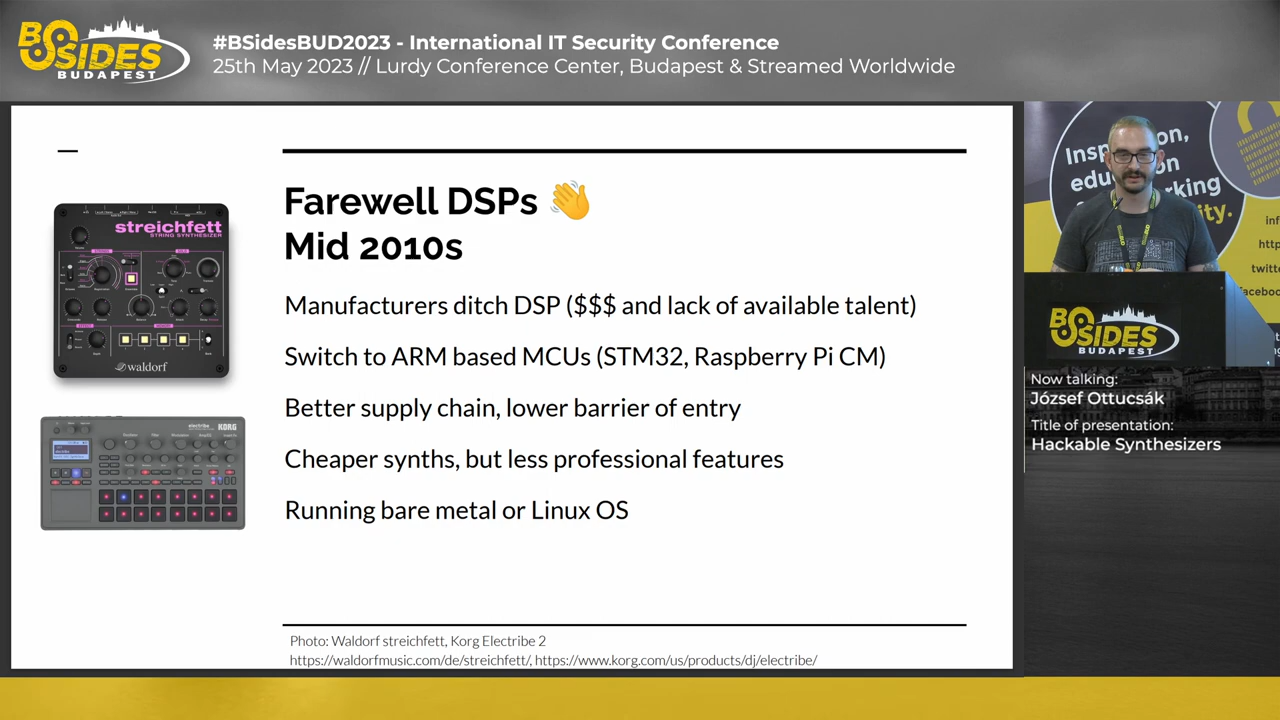 BSIDES
BUDAPEST
#BSidesBUD2023 - International IT Security Conference
25th May 2023 // Lurdy Conference Center, Budapest & Streamed Worldwide
Farewell DSPs 👋
Mid 2010s
Manufacturers ditch DSP ($$$ and lack of available talent)
Switch to ARM based MCUs (STM32, Raspberry Pi CM)
Better supply chain, lower barrier of entry
Cheaper synths, but less professional features
Running bare metal or Linux OS
streichfett
STRING SYNTHESIZER
waldorf
electribe
KORG
Photo: Waldorf streichfett, Korg Electribe 2
https://waldorfmusic.com/de/streichfett/, https://www.korg.com/us/products/dj/electribe/
BSIDES
BUDAPEST
Now talking:
József Ottucsák
Title of presentation:
Hackable Synthesizers